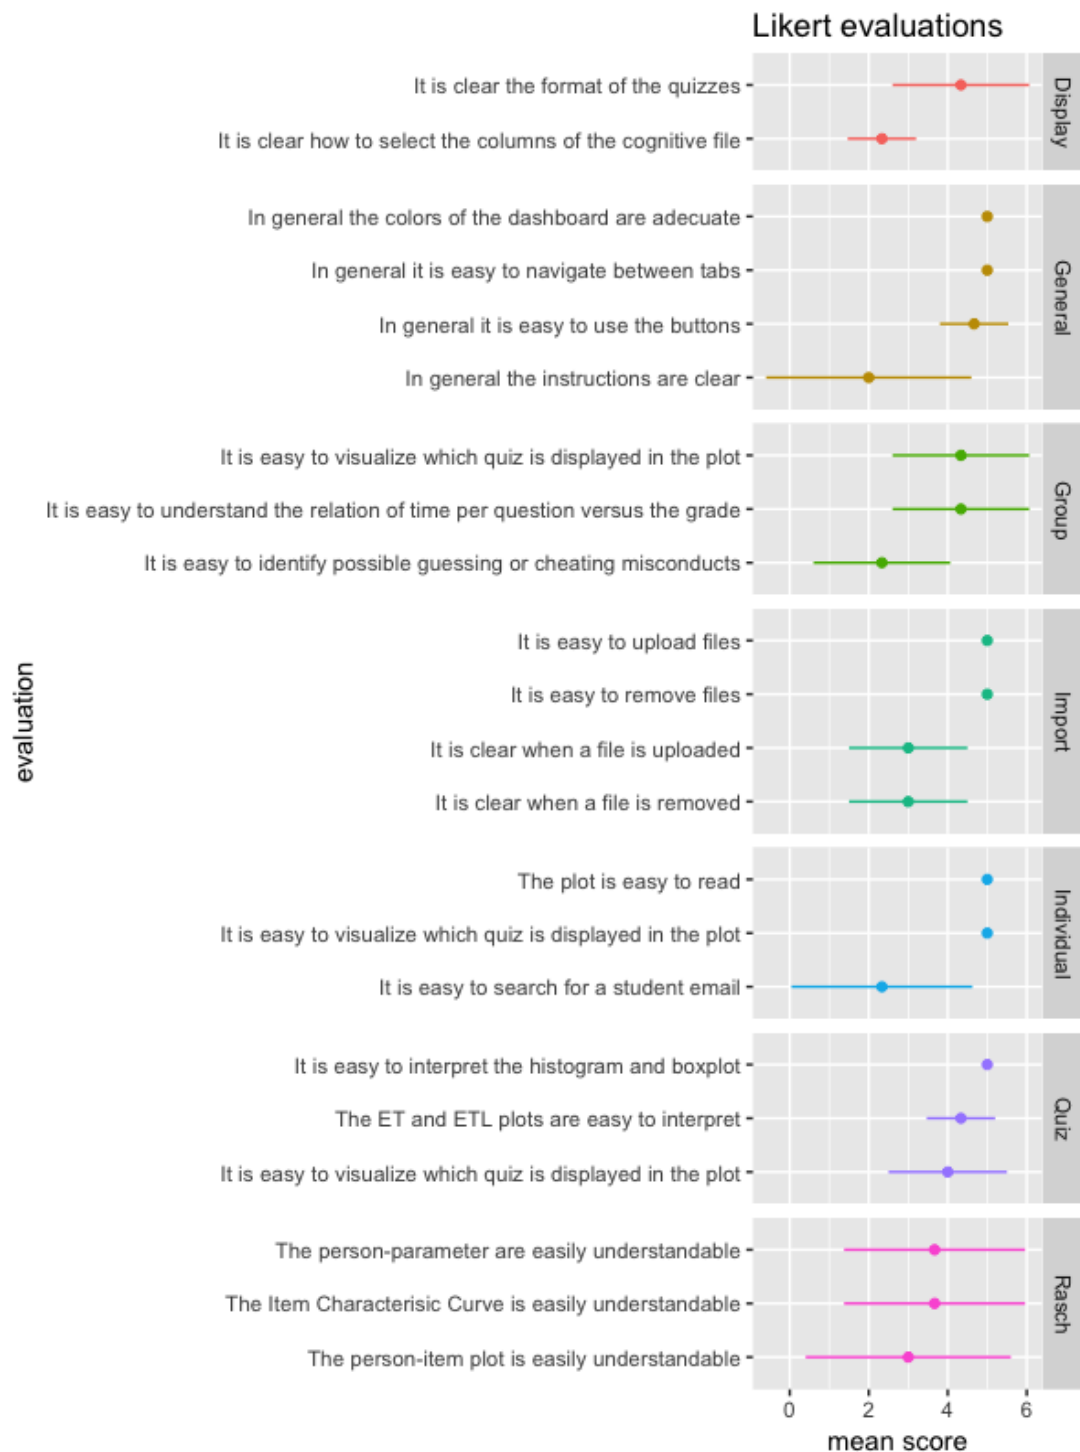 Likert evaluations
It is clear the format of the quizzes
It is clear how to select the columns of the cognitive file
Display
In general the colors of the dashboard are adecuate
In general it is easy to navigate between tabs
In general it is easy to use the buttons
In general the instructions are clear
General
It is easy to visualize which quiz is displayed in the plot
It is easy to understand the relation of time per question versus the grade
It is easy to identify possible guessing or cheating misconducts
Group
It is easy to upload files
It is easy to remove files
It is clear when a file is uploaded
It is clear when a file is removed
Import
evaluation
The plot is easy to read
It is easy to visualize which quiz is displayed in the plot
It is easy to search for a student email
Individual
It is easy to interpret the histogram and boxplot
The ET and ETL plots are easy to interpret
It is easy to visualize which quiz is displayed in the plot
Quiz
The person-parameter are easily understandable
The Item Characterisic Curve is easily understandable
The person-item plot is easily understandable
Rasch
0 2 4 6
mean score